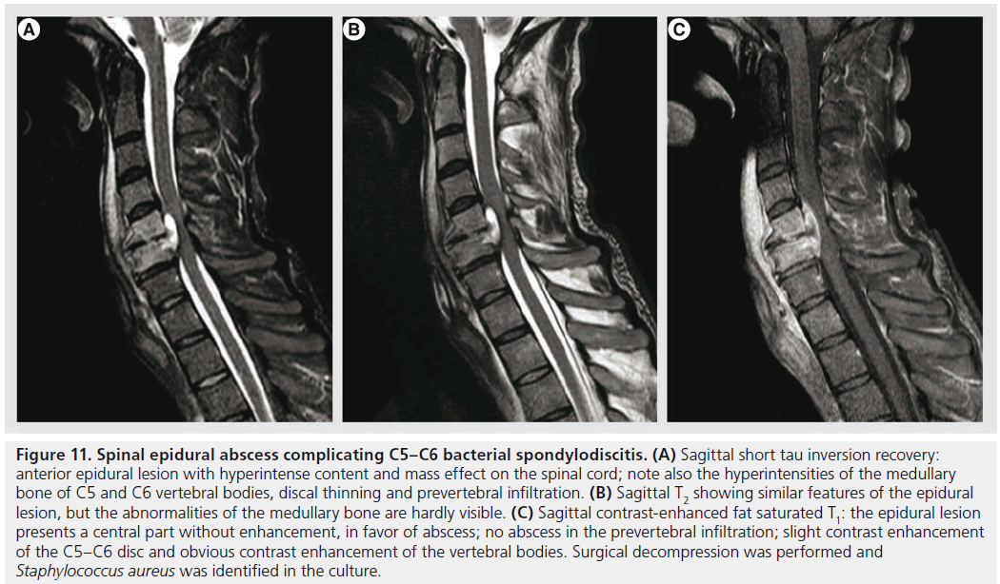 A
B
C
Figure 11. Spinal epidural abscess complicating C5–C6 bacterial spondylodiscitis. (A) Sagittal short tau inversion recovery:
anterior epidural lesion with hyperintense content and mass effect on the spinal cord; note also the hyperintensities of the medullary
bone of C5 and C6 vertebral bodies, discal thinning and prevertebral infiltration. (B) Sagittal T2 showing similar features of the epidural
lesion, but the abnormalities of the medullary bone are hardly visible. (C) Sagittal contrast-enhanced fat saturated T1: the epidural lesion
presents a central part without enhancement, in favor of abscess; no abscess in the prevertebral infiltration; slight contrast enhancement
of the C5–C6 disc and obvious contrast enhancement of the vertebral bodies. Surgical decompression was performed and
Staphylococcus aureus was identified in the culture.